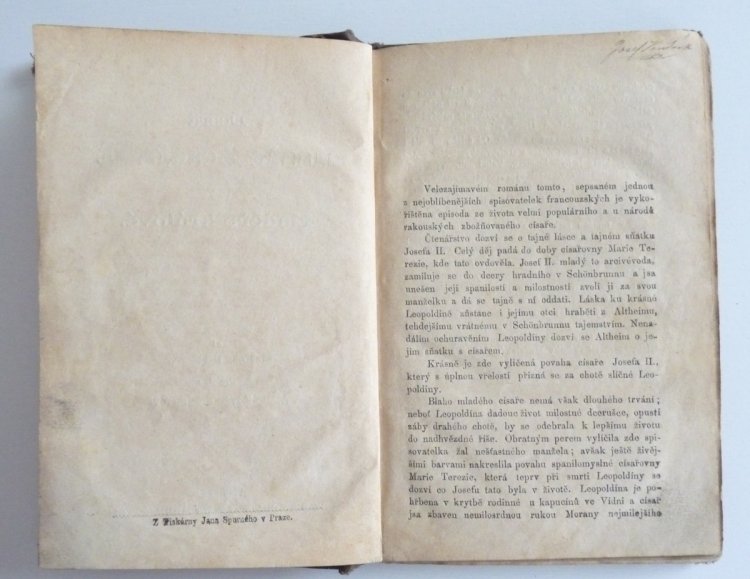 Z Tiskárny Jana Spurného v Praze.
Josef
Velezajímavém románu tomto, sepsaném jednou
z nejoblíbenějších spisovatelek francouzských je vyko-
řištěna episoda ze života velmi populárního a u národů
rakouských zbožňovaného císaře.
Čtenářstvo dozví se o tajné lásce a tajném sňatku
Josefa II. Celý děj padá do doby císařovny Marie Te-
rezie, kde tato ovdověla. Josef II. mladý to arcivévoda,
zamiluje se do dcery hradního v Schönbrunnu a jsa
unešen její spanilostí a milostností zvolí ji za svou
manželku a dá se tajně s ní oddati. Láska ku krásné
Leopoldině zůstane i jejímu otci hraběti z Altheimu,
tehdejšímu vrátnému v Schönbrunnu tajemstvím. Nena-
dálím ochuravěním Leopoldiny dozví se Altheim o je-
jím sňatku s císařem.
Krásně je zde vylíčená povaha císaře Josefa II.,
který s úplnou vřelostí přizná se za chotě sličné Leo-
poldiny.
Blaho mladého císaře nemá však dlouhého trvání;
neboť Leopoldína dadouc život milostné dcerušce, opustí
záhy drahého chotě, by se odebrala k lepšímu životu
do nadhvězdné říše. Obratným perem vylíčila zde spi-
sovatelka žal nešťastného manžela; avšak ještě živěj-
šími barvami nakreslila povahu spanilomyslné císařovny
Marie Terezie, která teprv při smrti Leopoldiny se
dozví co Josefu tato byla v životě. Leopoldína je po-
hřbena v kryťbě rodinné u kapucínů ve Vídni a císař
jsa zbaven nemilosrdnou rukou Morany nejmilejšího